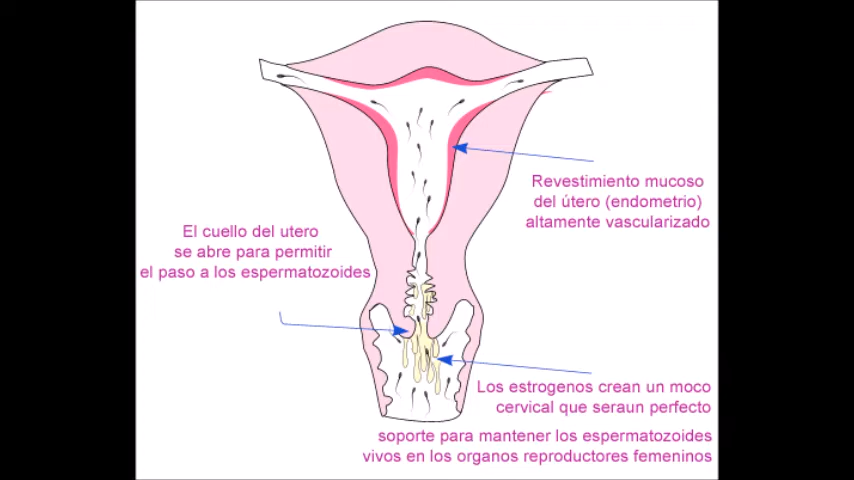 Revestimiento mucoso
del útero (endometrio)
altamente vascularizado
El cuello del utero
se abre para permitir
el paso a los espermatozoides
Los estrogenos crean un moco
cervical que seraun perfecto
soporte para mantener los espermatozoides
vivos en los organos reproductores femeninos